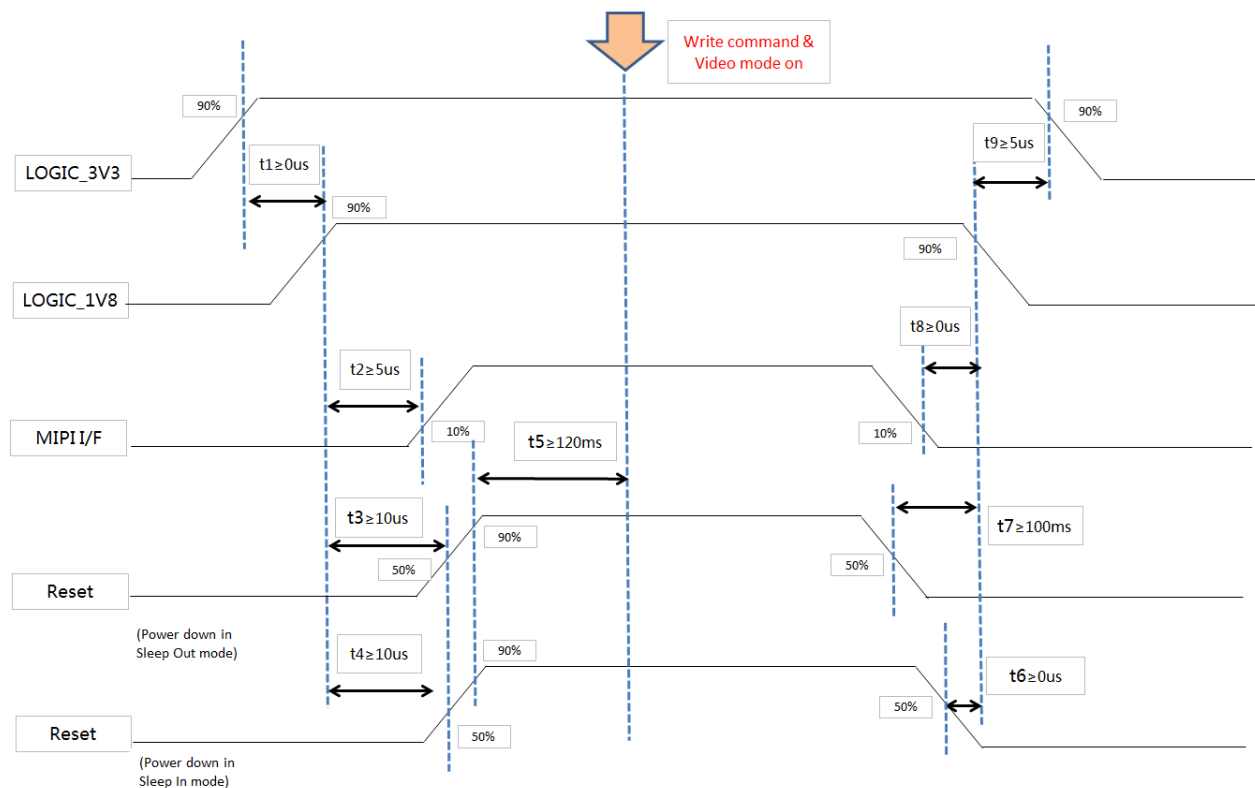 Write command &
Video mode on
90%
90%
t9≥5us
LOGIC_3V3
t1≥0us
90%
90%
LOGIC_1V8
t8≥0us
t2≥5us
MIPI I/F
10%
t5≥120ms
10%
t3≥10us
90%
t7≥100ms
50%
50%
Reset
(Power down in
Sleep Out mode)
t4≥10us
90%
t6≥0us
50%
Reset
50%
(Power down in
Sleep In mode)